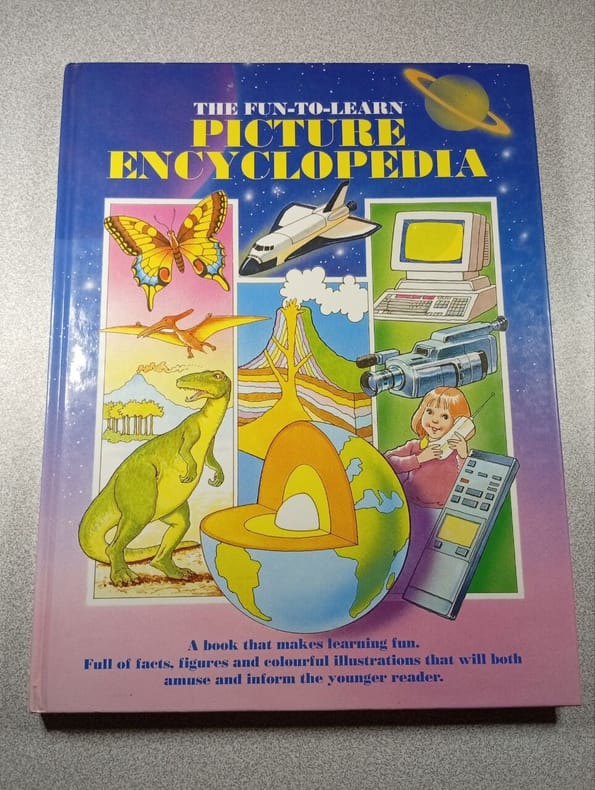 THE FUN-TO-LEARN
PICTURE
ENCYCLOPEDIA
A book that makes learning fun.
Full of facts, figures and colourful illustrations that will both
amuse and inform the younger reader.